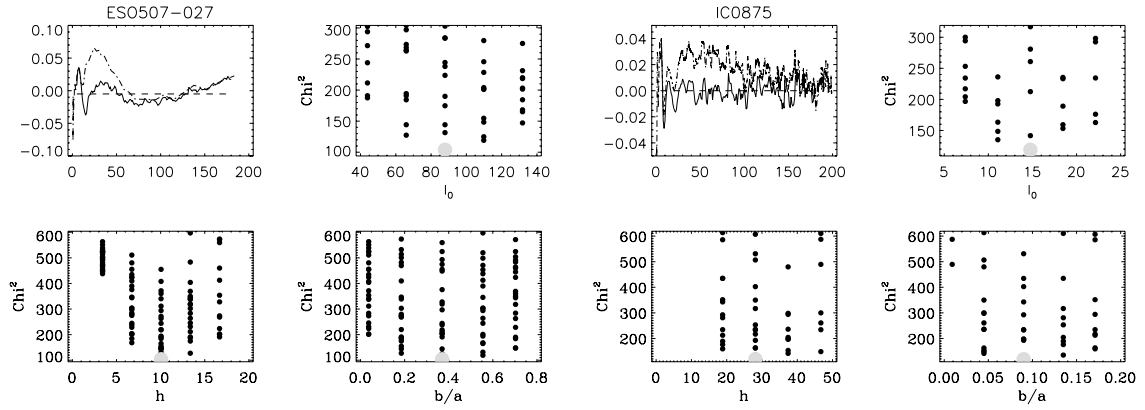 ESO507-027
IC0875
0.10
0.05
0.00
-0.05
-0.10
0 50 100 150 200
Chi²
300
250
200
150
100
40 60 80 100 120 140
l₀
0.04
0.02
0.00
-0.02
-0.04
0 50 100 150 200
Chi²
300
250
200
150
5 10 15 20 25
l₀
Chi²
600
500
400
300
200
100
0 5 10 15 20
h
Chi²
600
500
400
300
200
100
0.0 0.2 0.4 0.6 0.8
b/a
Chi²
600
500
400
300
200
0 10 20 30 40 50
h
Chi²
600
500
400
300
200
0.00 0.05 0.10 0.15 0.20
b/a